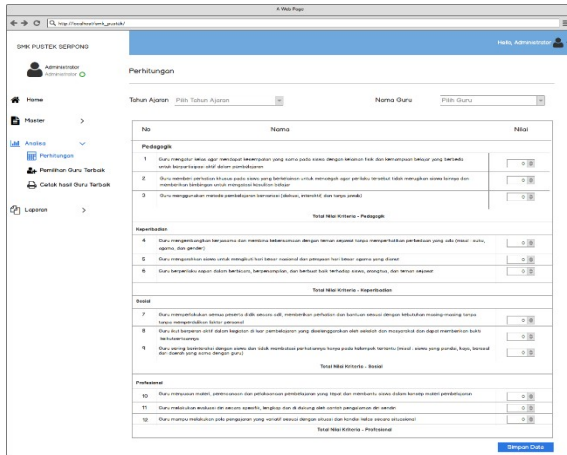 A Web Page
http://localhost/smk_pustek/
SMK PUSTEK SERPONG
Hello, Administrator
Administrator
Administrator
Perhitungan
Home
Tahun Ajaran Pilih Tahun Ajaran Nama Guru Pilih Guru
Master >
No Nama Nilai
Analisa
Pedagogik
Perhitungan
1 Guru mengatur kelas agar mendapat kesempatan yang sama pada siswa dengan kelainan fisik dan kemampuan belajar yang berbeda
untuk berpartisipasi aktif dalam pembelajaran
0
Pemilihan Guru Terbaik
2 Guru memberi perhatian khusus pada siswa yang berkelainan untuk mencegah agar perilaku tersebut tidak merugikan siswa lainnya dan
memberikan bimbingan untuk mengatasi kesulitan belajar
0
Cetak hasil Guru Terbaik
3 Guru menggunakan metode pembelajaran bervariasi (diskusi, interaktif, dan tanya jawab)
0
Laporan >
Total Nilai Kriteria - Pedagogik
Keperibadian
4 Guru mengembangkan kerjasama dan membina kebersamaan dengan teman sejawat tanpa memperhatikan perbedaan yang ada (misal : suku,
agama, dan gender)
0
5 Guru mengarahkan siswa untuk mengikuti hari besar nasional dan perayaan hari besar agama yang dianut
0
6 Guru berperilaku sopan dalam berbicara, berpenampilan, dan berbuat baik terhadap siswa, orangtua, dan teman sejawat
0
Total Nilai Kriteria - Keperibadian
Sosial
7 Guru memperlakukan semua peserta didik secara adil, memberikan perhatian dan bantuan sesuai dengan kebutuhan masing-masing tanpa
tanpa mempedulikan faktor personal
0
8 Guru ikut berperan aktif dalam kegiatan di luar pembelajaran yang diselenggarakan oleh sekolah dan masyarakat dan dapat memberikan bukti
keikutsertaannya
0
9 Guru sering berinteraksi dengan siswa dan tidak membatasi perhatiannya hanya pada kelompok tertentu (misal : siswa yang pandai, kaya, berasal
dari daerah yang sama dengan guru)
0
Total Nilai Kriteria - Sosial
Profesional
10 Guru menyusun materi, perencanaan dan pelaksanaan pembelajaran yang tepat dan membantu siswa dalam konsep materi pembelajaran
0
11 Guru melakukan evaluasi diri secara spesifik, lengkap dan di dukung oleh contoh pengalaman diri sendiri
0
12 Guru mampu melakukan pola pengajaran yang variatif sesuai dengan situasi dan kondisi kelas secara situasional
0
Total Nilai Kriteria - Profesional
Simpan Data